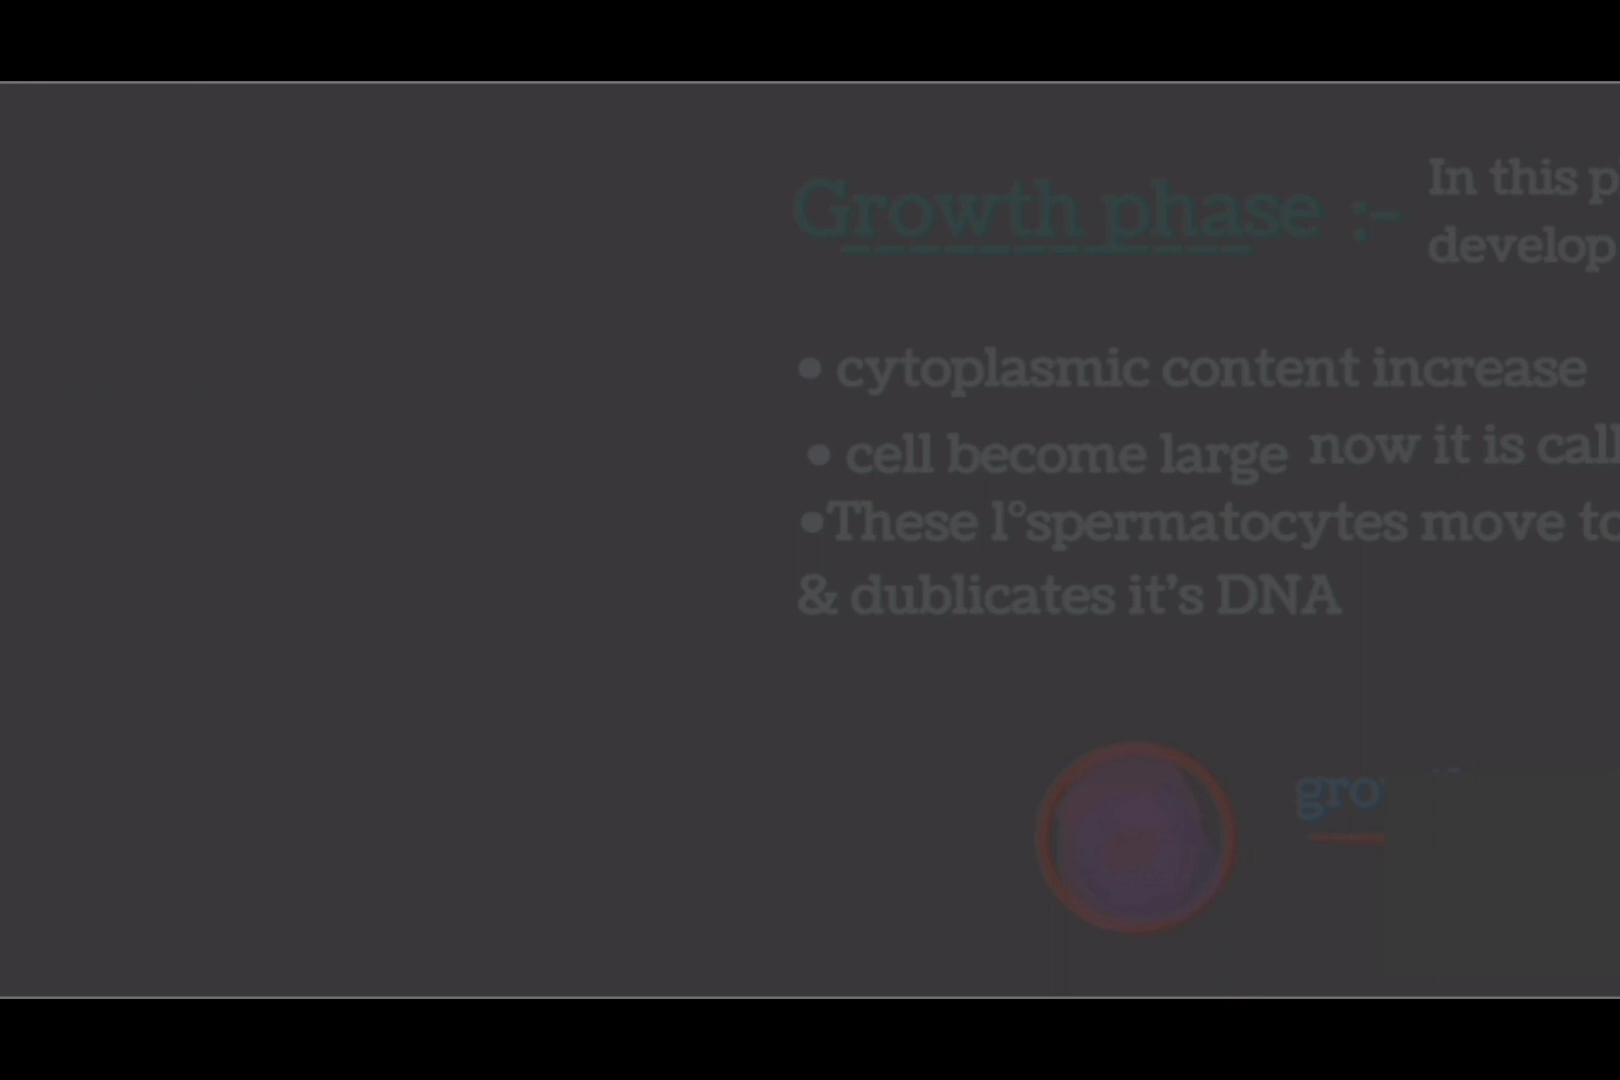 Growth phase :-
In this
develop
• cytoplasmic content increase
• cell become large now it is call
•These 1°spermatocytes move to
& dublicates it's DNA